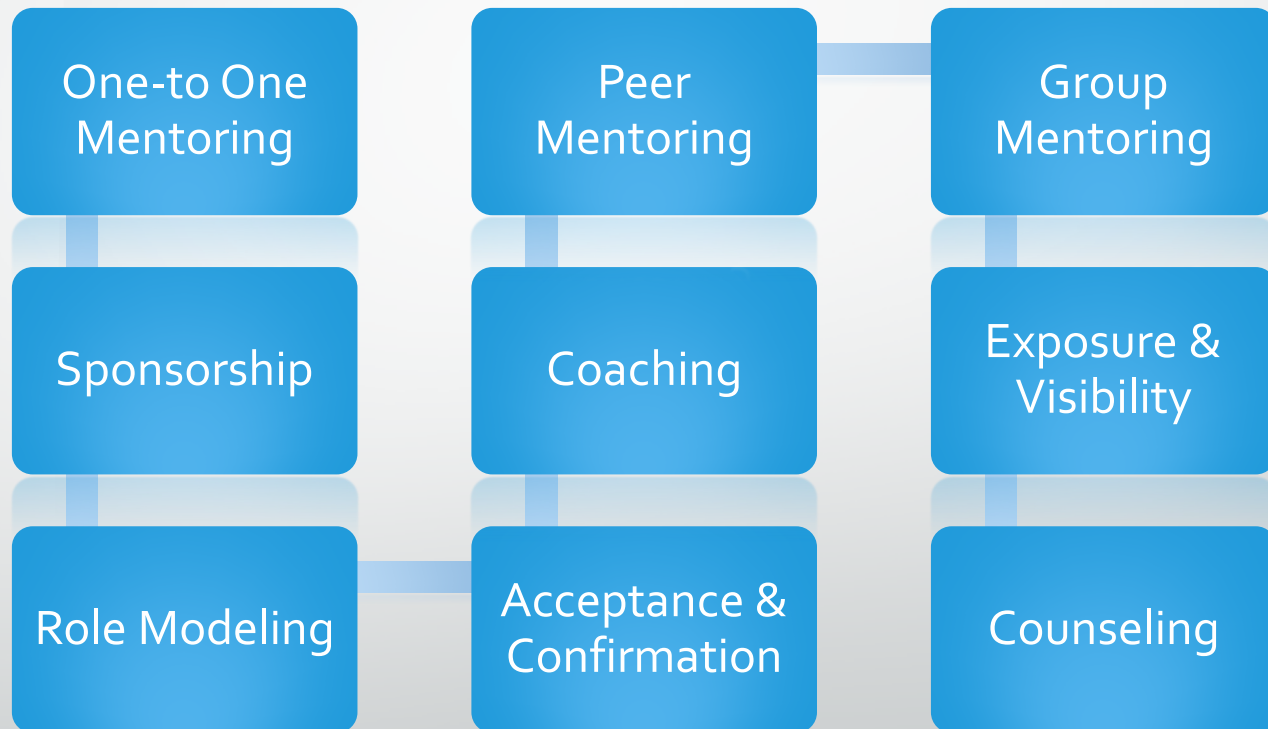 One-to One
Mentoring
Peer
Mentoring
Group
Mentoring
Sponsorship
Coaching
Exposure &
Visibility
Role Modeling
Acceptance &
Confirmation
Counseling